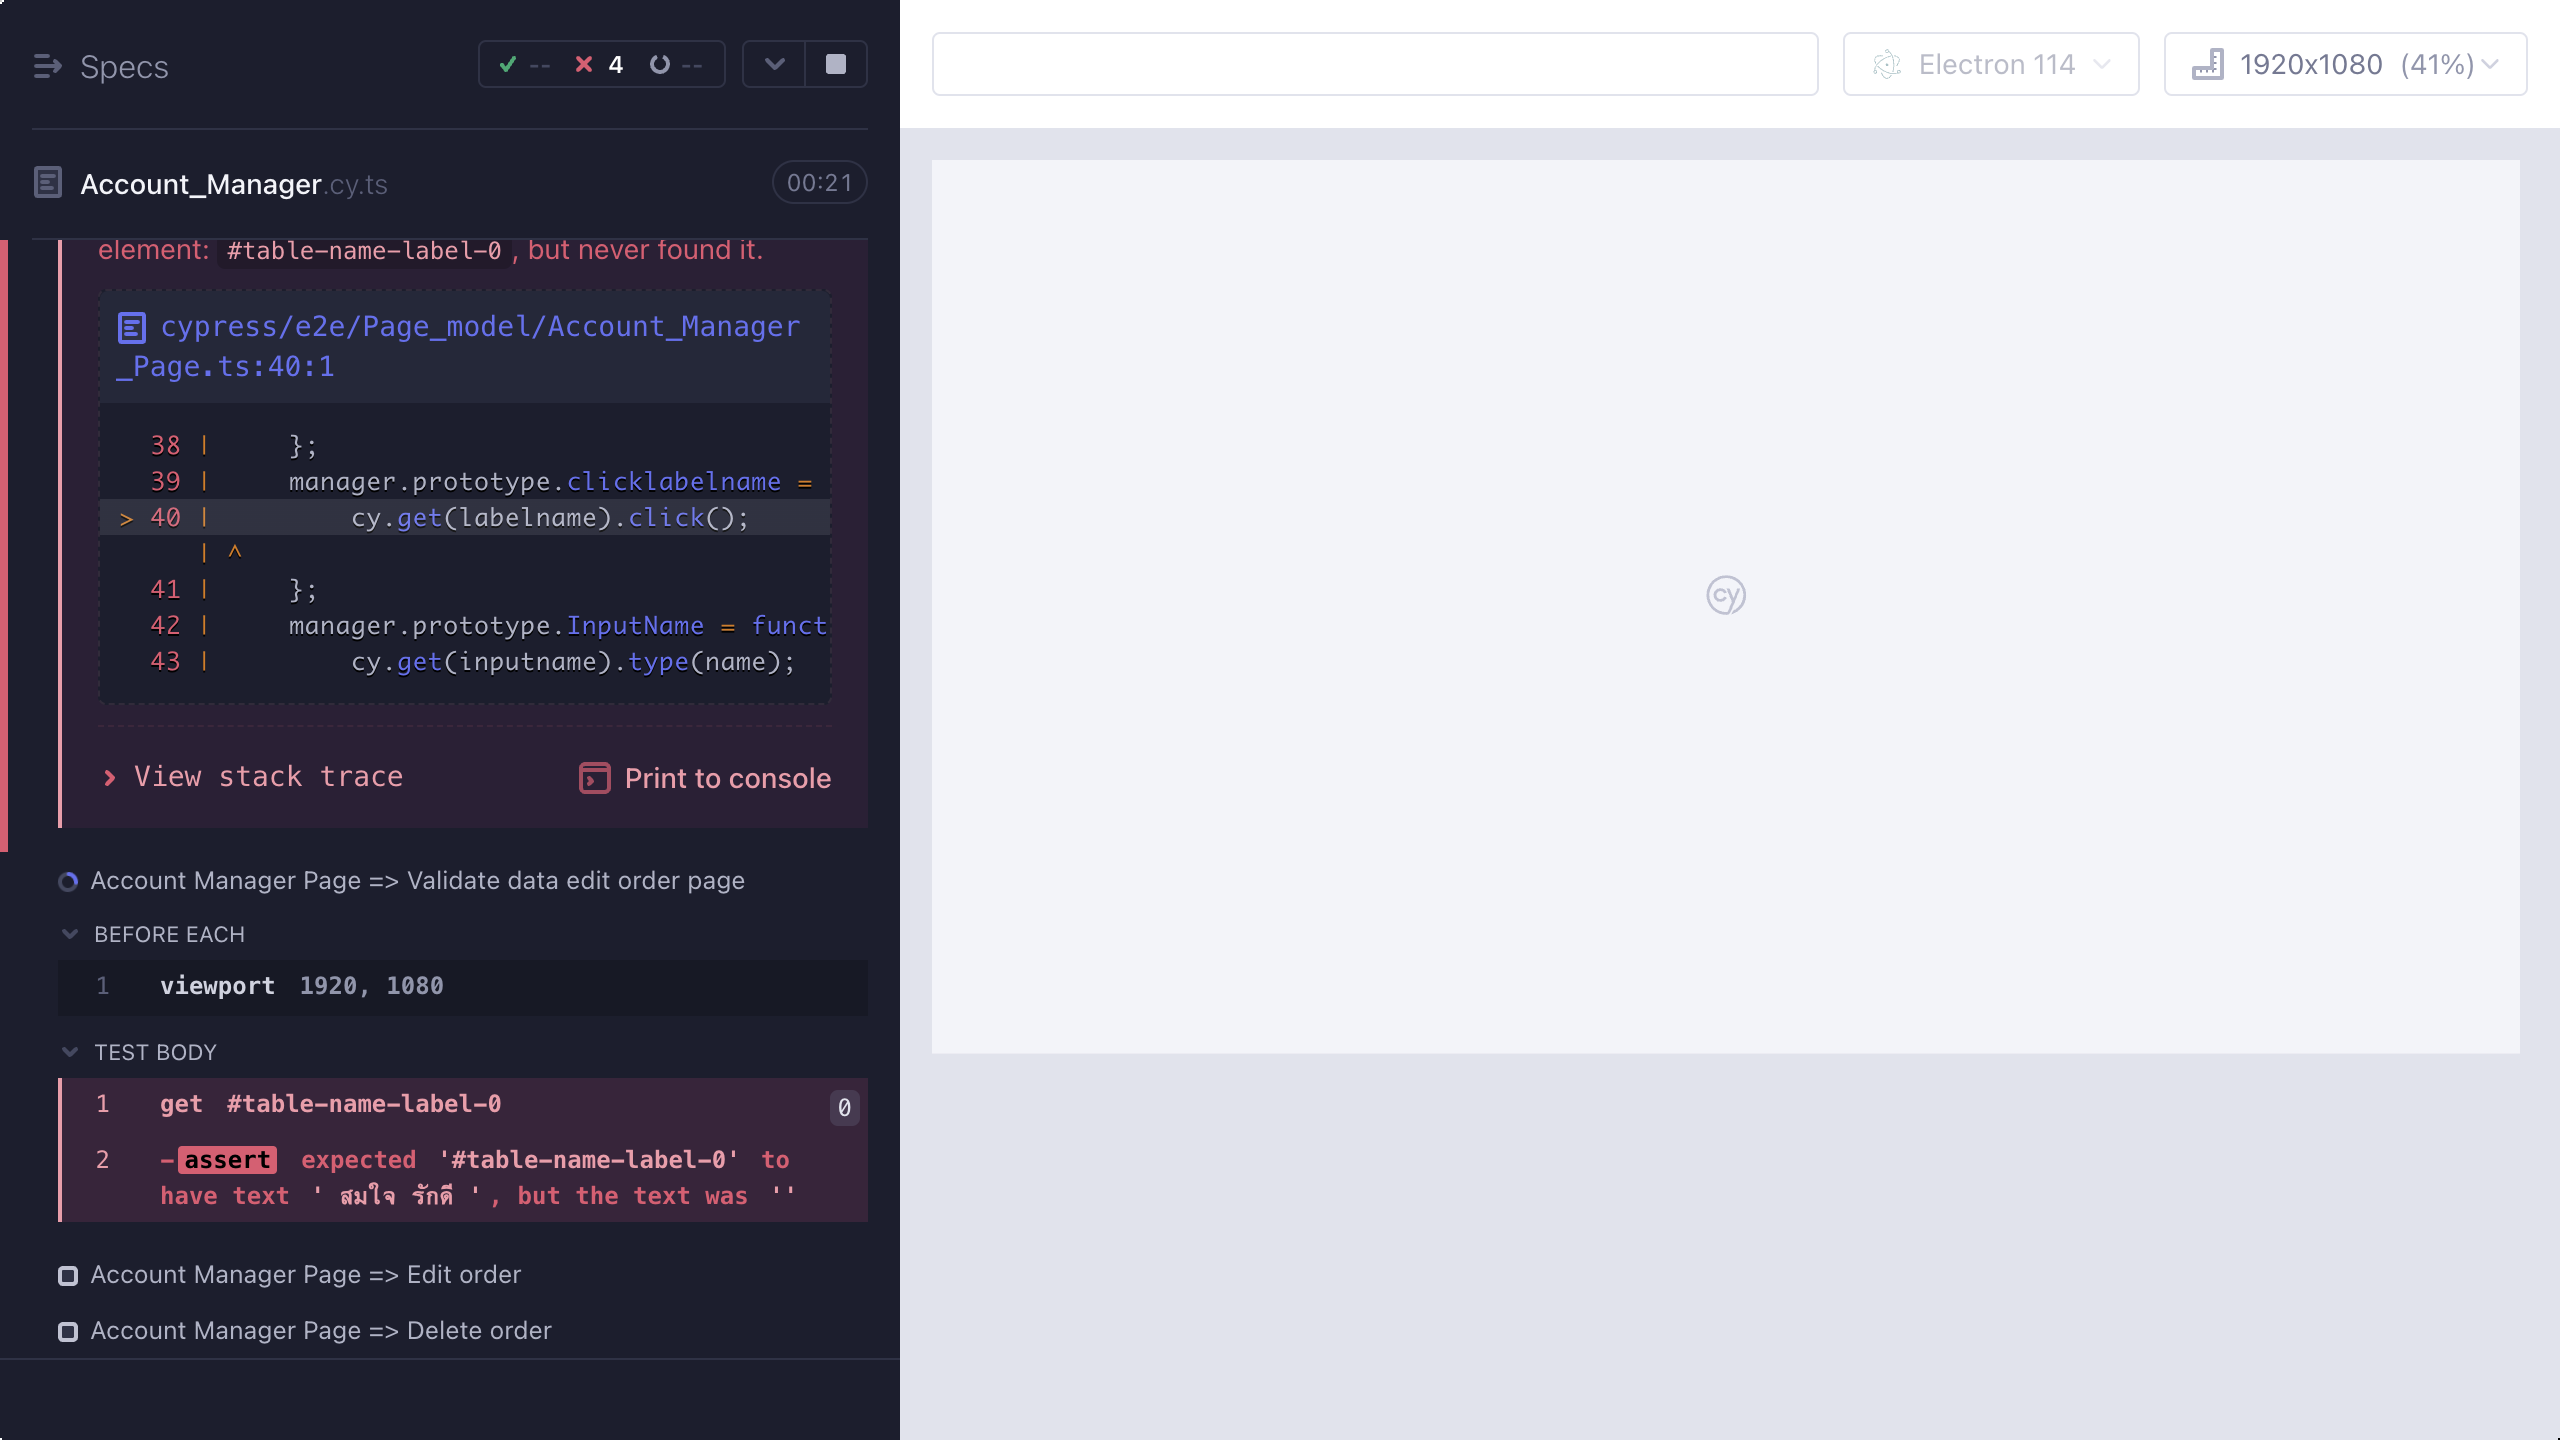 Specs
-- 4 --
Account_Manager.cy.ts
00:21
element: #table-name-label-0, but never found it.
cypress/e2e/Page_model/Account_Manager
_Page.ts:40:1
38 | };
39 | manager.prototype.clicklabelname =
> 40 | cy.get(labelname).click();
| ^
41 | };
42 | manager.prototype.InputName = funct
43 | cy.get(inputname).type(name);
View stack trace
Print to console
Account Manager Page => Validate data edit order page
BEFORE EACH
1 viewport 1920, 1080
TEST BODY
1 get #table-name-label-0 0
2 -assert expected '#table-name-label-0' to
have text ' สมใจ รักดี ', but the text was ''
Account Manager Page => Edit order
Account Manager Page => Delete order
Electron 114
1920x1080 (41%)
cy